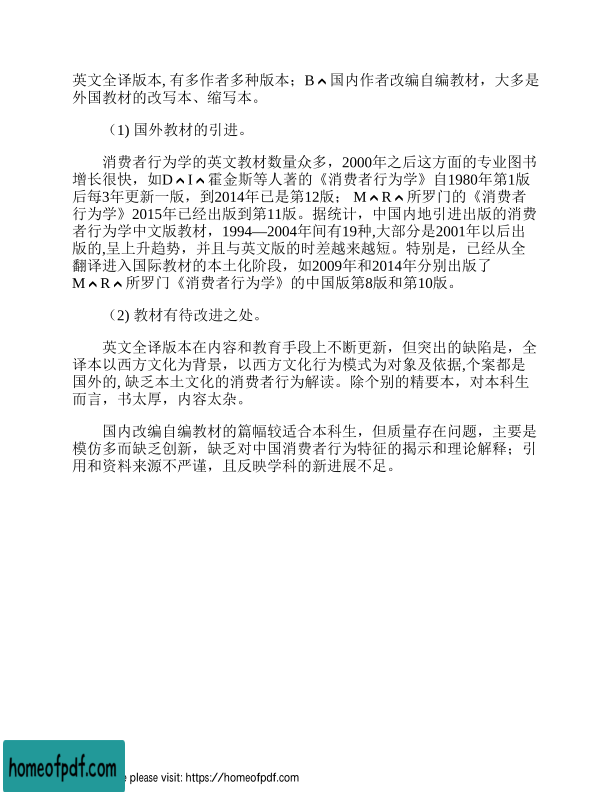 英文全译版本, 有多作者多种版本；B＾国内作者改编自编教材，大多是
外国教材的改写本、缩写本。
（1) 国外教材的引进。
消费者行为学的英文教材数量众多，2000年之后这方面的专业图书
增长很快，如D＾I＾霍金斯等人著的《消费者行为学》自1980年第1版
后每3年更新一版，到2014年已是第12版； M＾R＾所罗门的《消费者
行为学》2015年已经出版到第11版。据统计，中国内地引进出版的消费
者行为学中文版教材，1994—2004年间有19种,大部分是2001年以后出
版的,呈上升趋势，并且与英文版的时差越来越短。特别是，已经从全
翻译进入国际教材的本土化阶段，如2009年和2014年分别出版了
M＾R＾所罗门《消费者行为学》的中国版第8版和第10版。
（2) 教材有待改进之处。
英文全译版本在内容和教育手段上不断更新，但突出的缺陷是，全
译本以西方文化为背景，以西方文化行为模式为对象及依据,个案都是
国外的, 缺乏本土文化的消费者行为解读。除个别的精要本，对本科生
而言，书太厚，内容太杂。
国内改编自编教材的篇幅较适合本科生，但质量存在问题，主要是
模仿多而缺乏创新，缺乏对中国消费者行为特征的揭示和理论解释；引
用和资料来源不严谨，且反映学科的新进展不足。
homeofpdf.com
please visit: https://homeofpdf.com